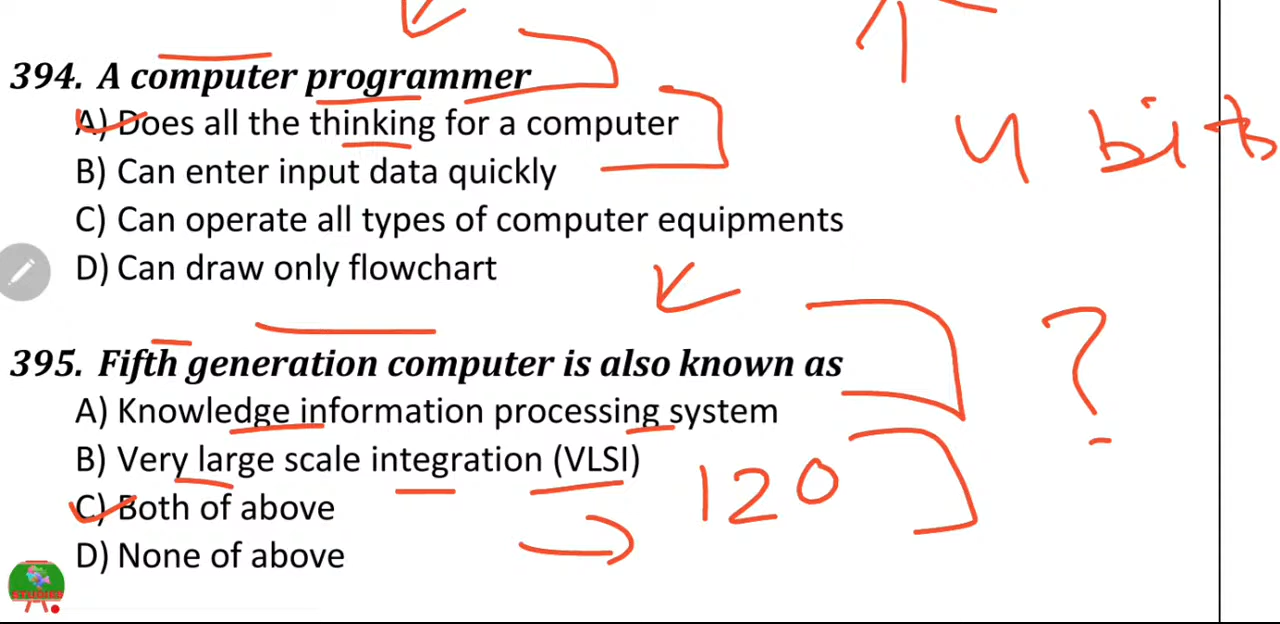 4 bits
394. A computer programmer
A) Does all the thinking for a computer
B) Can enter input data quickly
C) Can operate all types of computer equipments
D) Can draw only flowchart
395. Fifth generation computer is also known as
?
A) Knowledge information processing system
B) Very large scale integration (VLSI)
120
C) Both of above
D) None of above
STUDIES